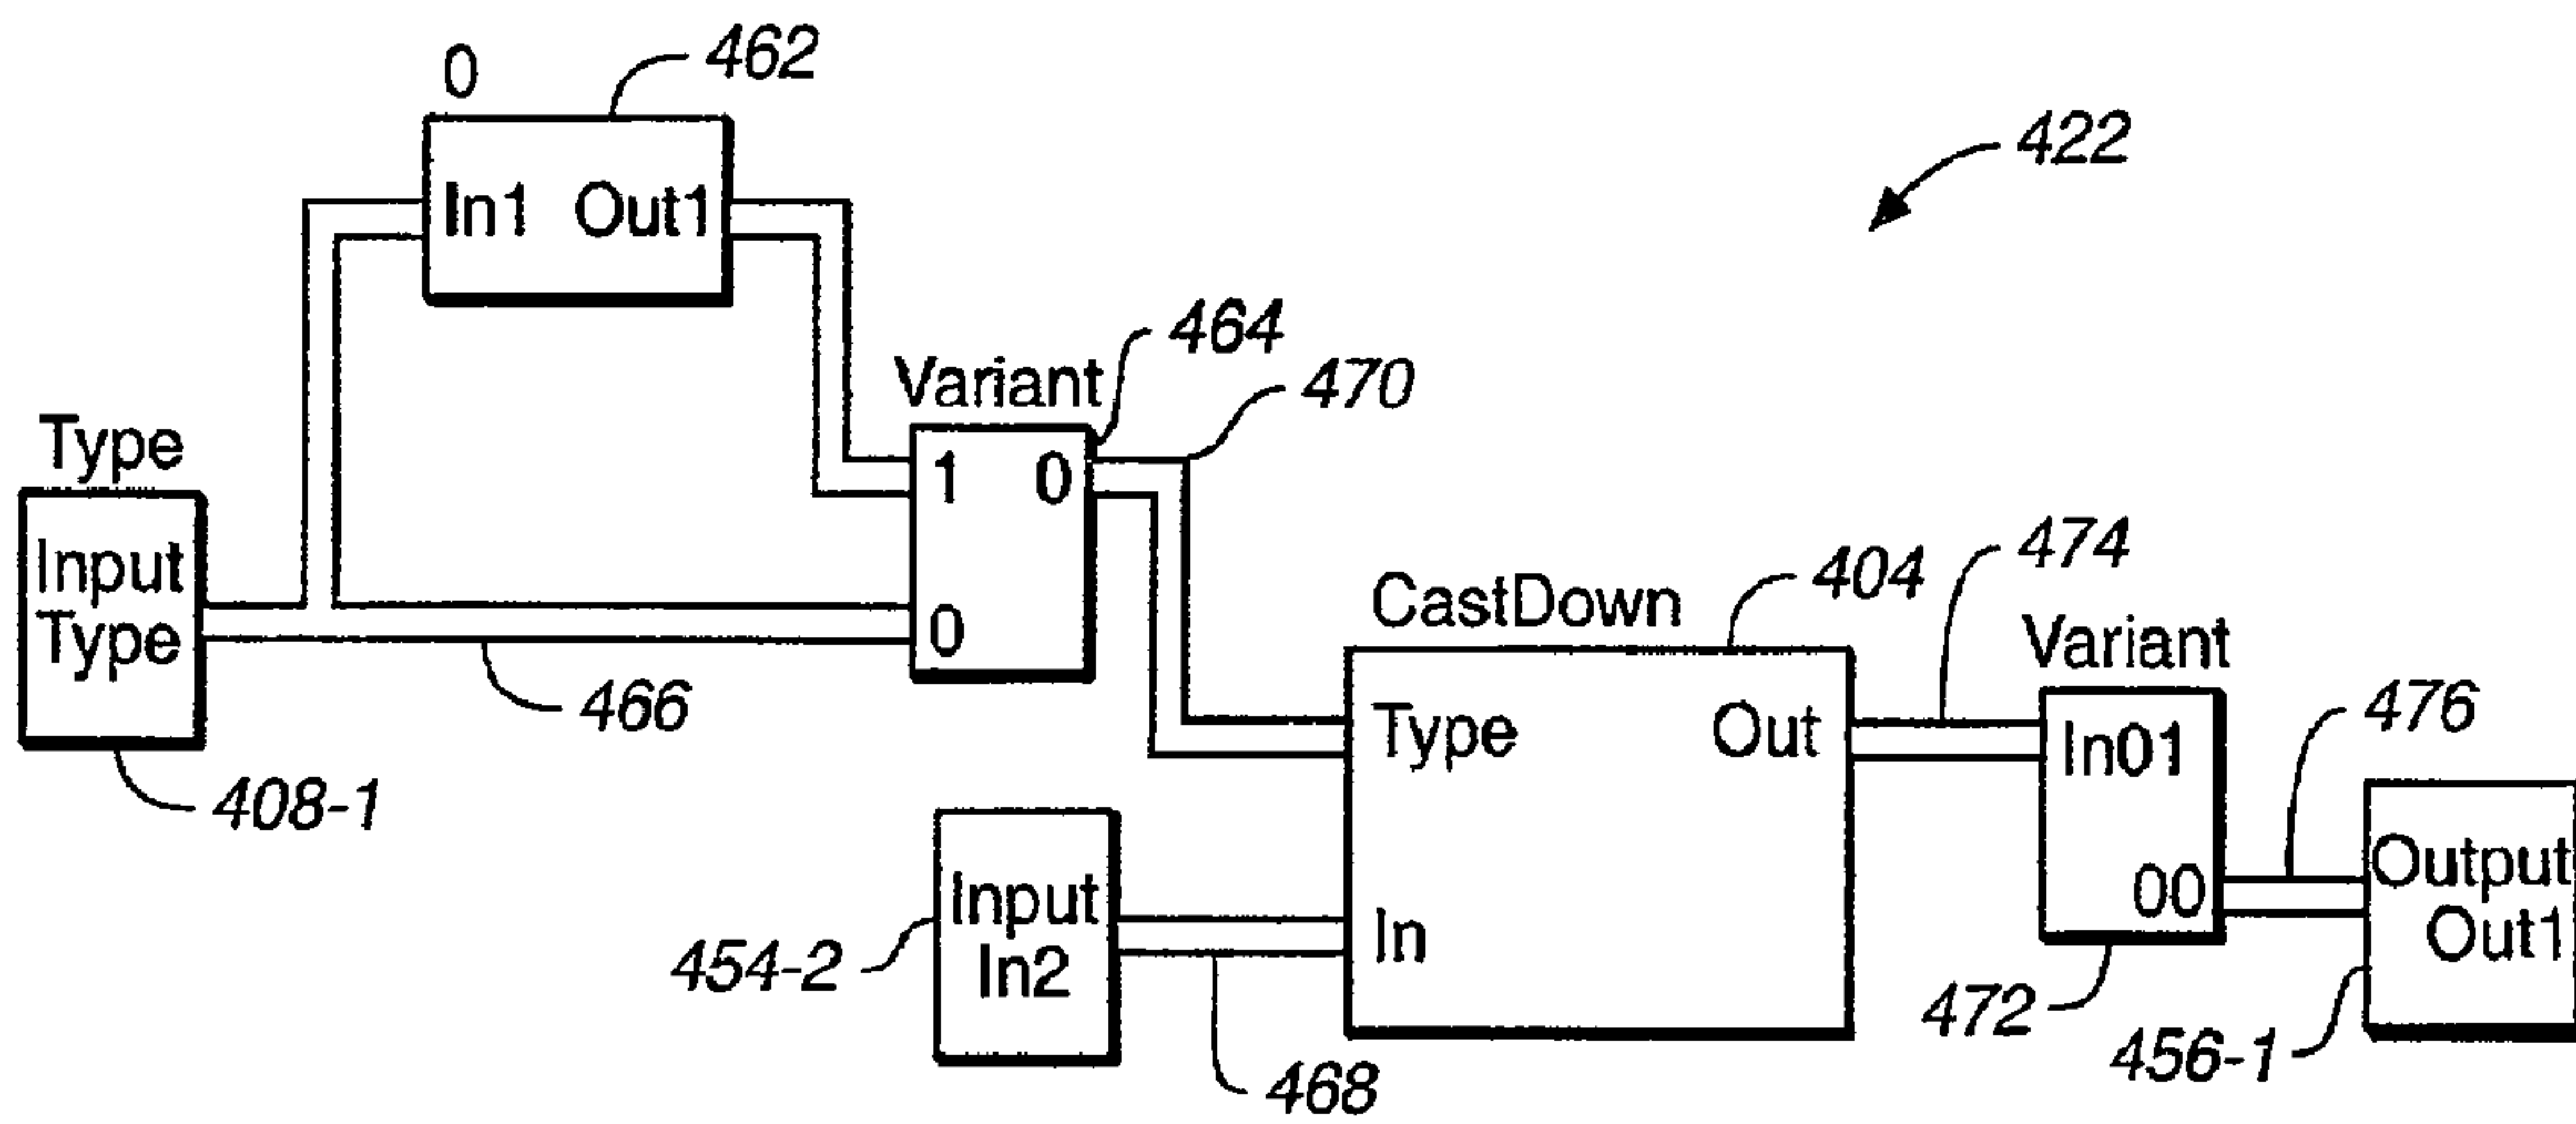 0
462
In1 Out1
422
Variant
464
470
1 0
0
Type
Input
Type
466
408-1
CastDown
404
474
Type Out
In
Input
In2
454-2
468
Variant
In01
00
476
472
Output
Out1
456-1